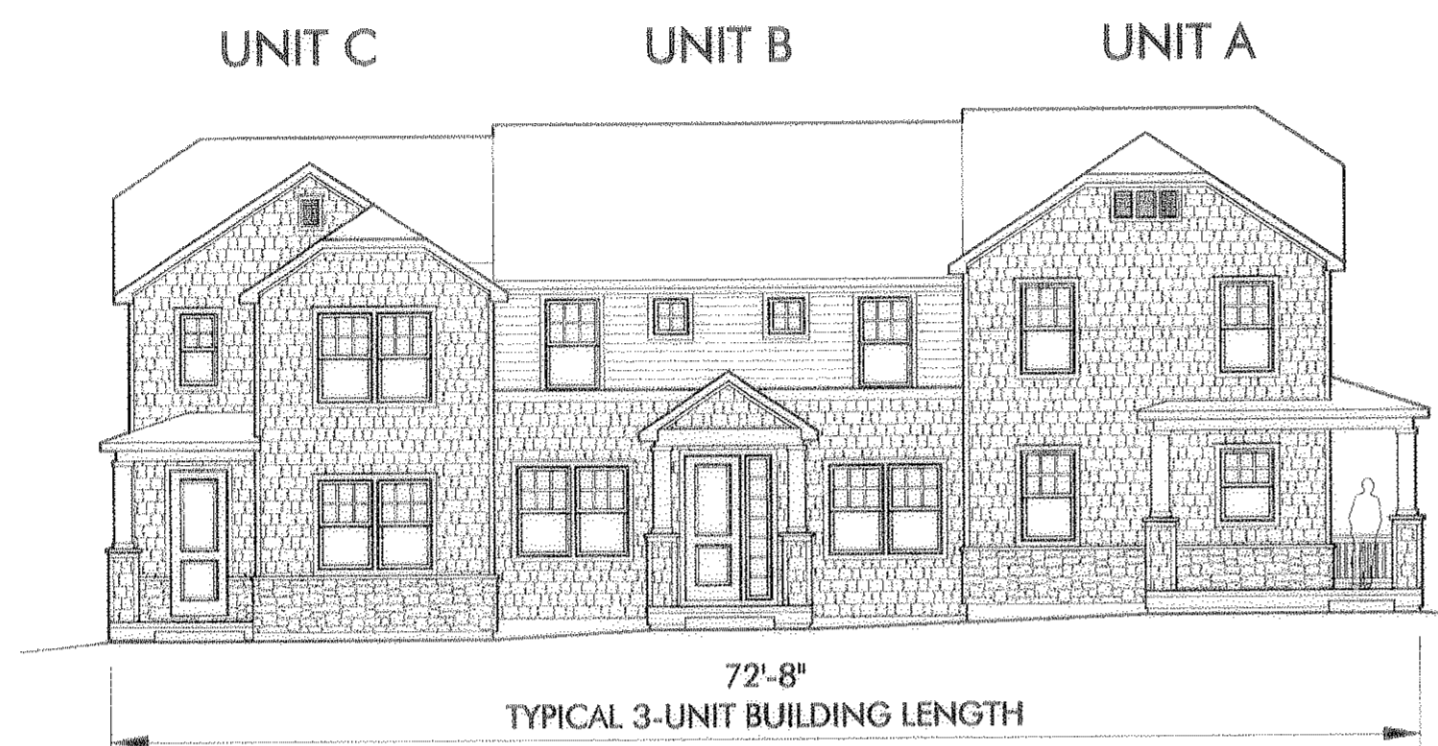 UNIT C
UNIT B
UNIT A
72'-8"
TYPICAL 3-UNIT BUILDING LENGTH